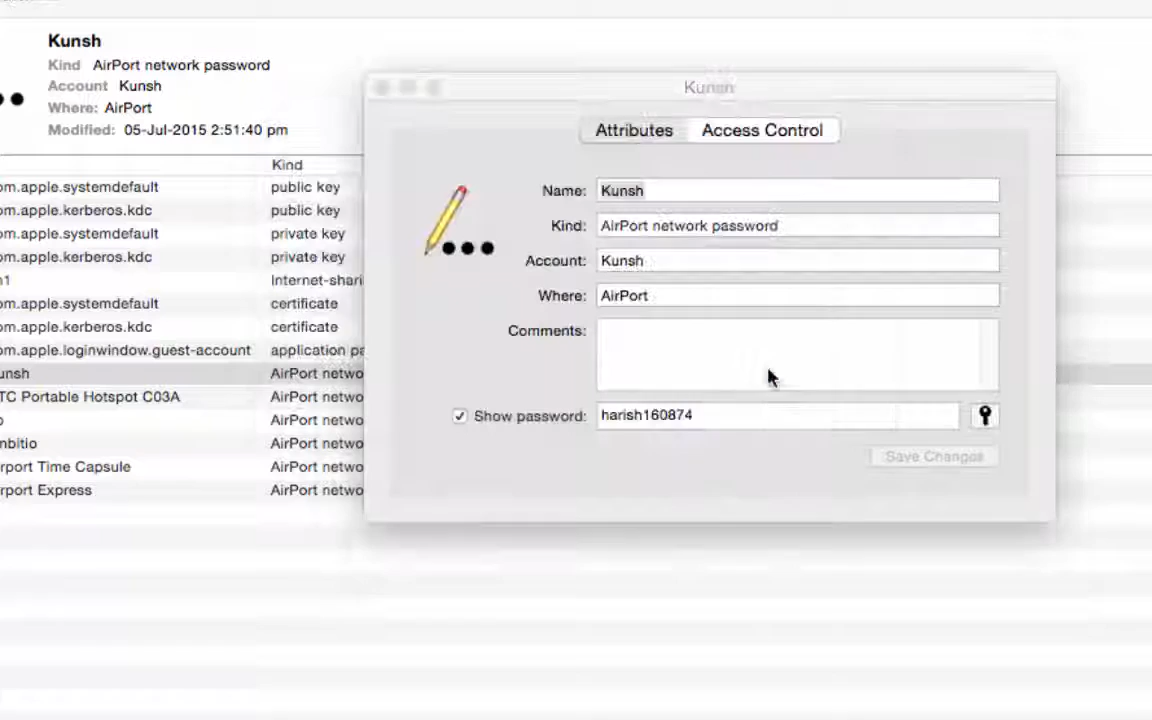 Kunsh
Kind AirPort network password
Account Kunsh
Where: AirPort
Modified: 05-Jul-2015 2:51:40 pm
Kind
om.apple.systemdefault public key
om.apple.kerberos.kdc public key
om.apple.systemdefault private key
om.apple.kerberos.kdc private key
n1 Internet-shari
om.apple.systemdefault certificate
om.apple.kerberos.kdc certificate
om.apple.loginwindow.guest-account application pa
unsh AirPort netwo
TC Portable Hotspot C03A AirPort netwo
o AirPort netwo
mbitio AirPort netwo
rport Time Capsule AirPort netwo
rport Express AirPort netwo
Kunsh
Attributes Access Control
Name: Kunsh
Kind: AirPort network password
Account: Kunsh
Where: AirPort
Comments:
Show password: harish160874
Save Changes